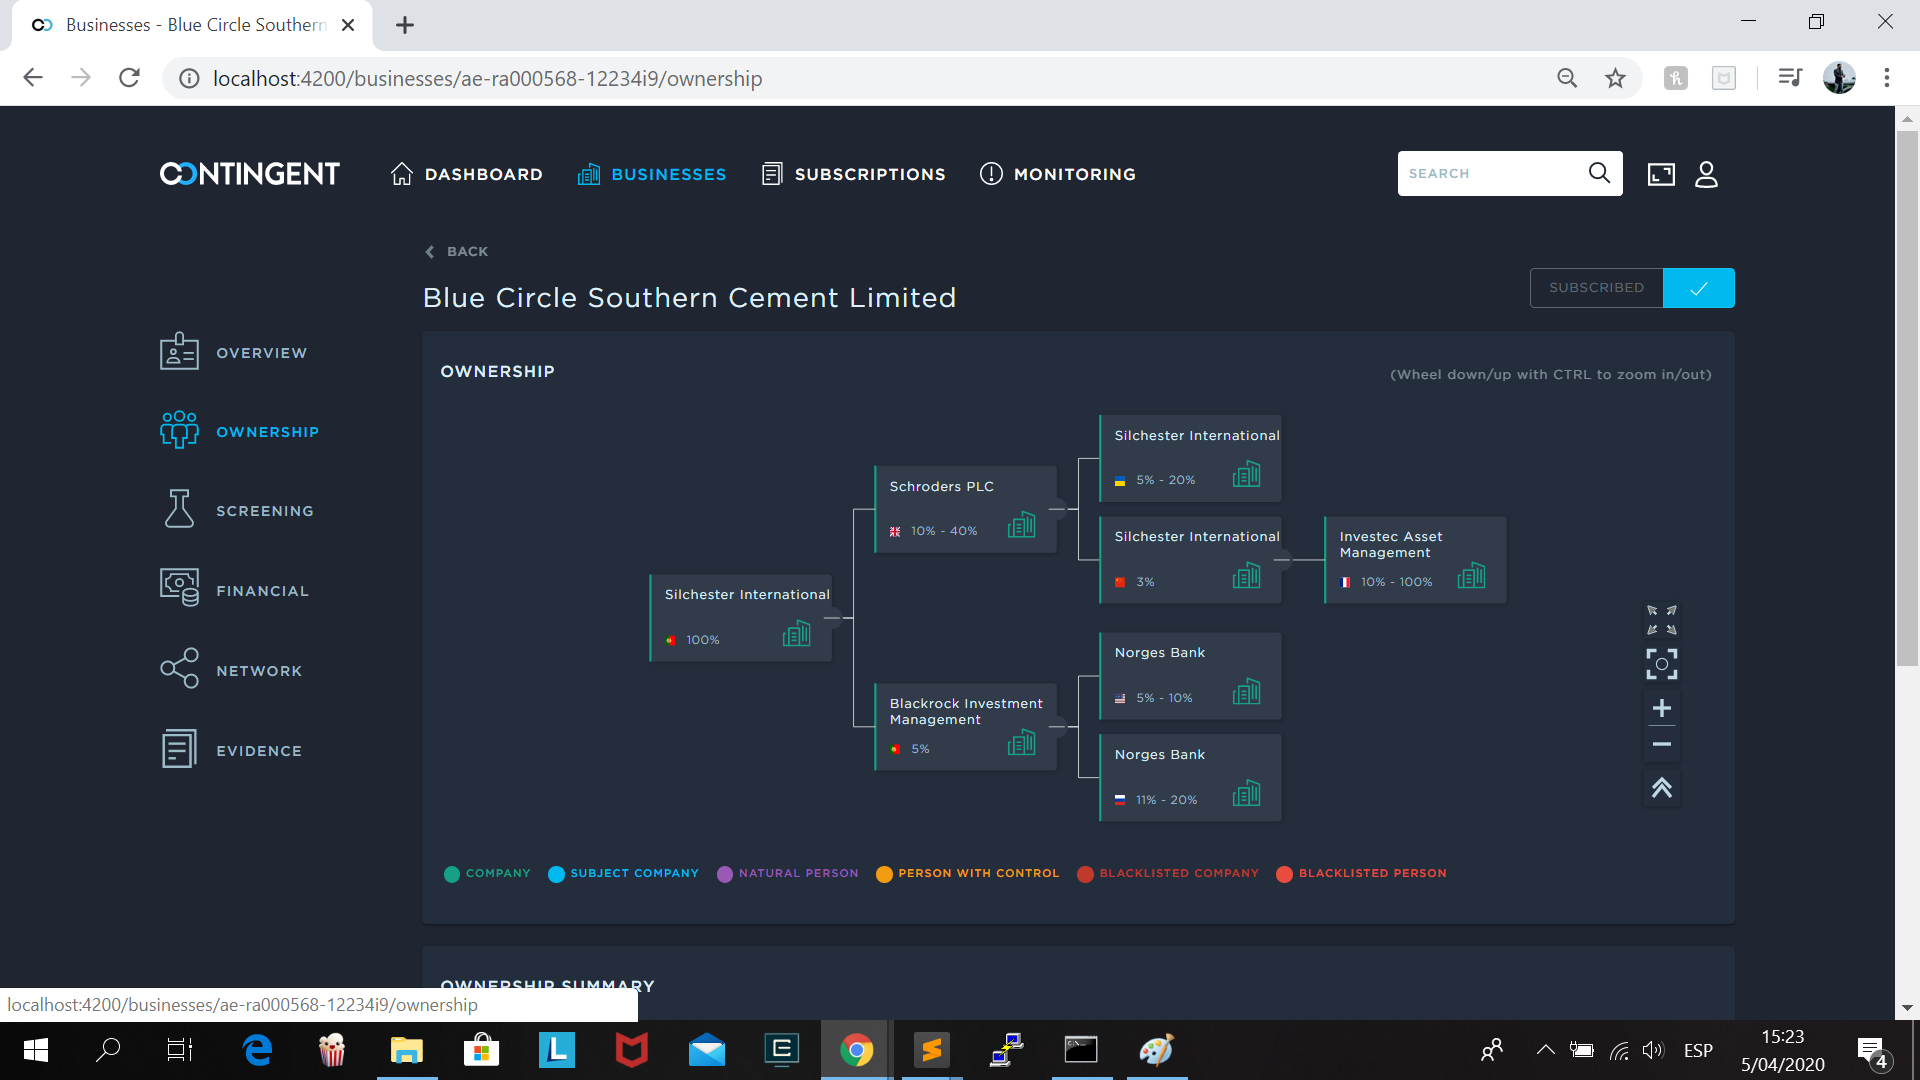 Businesses - Blue Circle Southern
localhost:4200/businesses/ae-ra000568-12234i9/ownership
CONTINGENT
DASHBOARD
BUSINESSES
SUBSCRIPTIONS
MONITORING
SEARCH
BACK
Blue Circle Southern Cement Limited
SUBSCRIBED
OVERVIEW
OWNERSHIP
SCREENING
FINANCIAL
NETWORK
EVIDENCE
OWNERSHIP
(Wheel down/up with CTRL to zoom in/out)
Silchester International
100%
Schroders PLC
10% - 40%
Blackrock Investment
Management
5%
Silchester International
5% - 20%
Silchester International
3%
Norges Bank
5% - 10%
Norges Bank
11% - 20%
Investec Asset
Management
10% - 100%
COMPANY
SUBJECT COMPANY
NATURAL PERSON
PERSON WITH CONTROL
BLACKLISTED COMPANY
BLACKLISTED PERSON
OWNERSHIP SUMMARY
localhost:4200/businesses/ae-ra000568-12234i9/ownership
ESP
15:23
5/04/2020
4